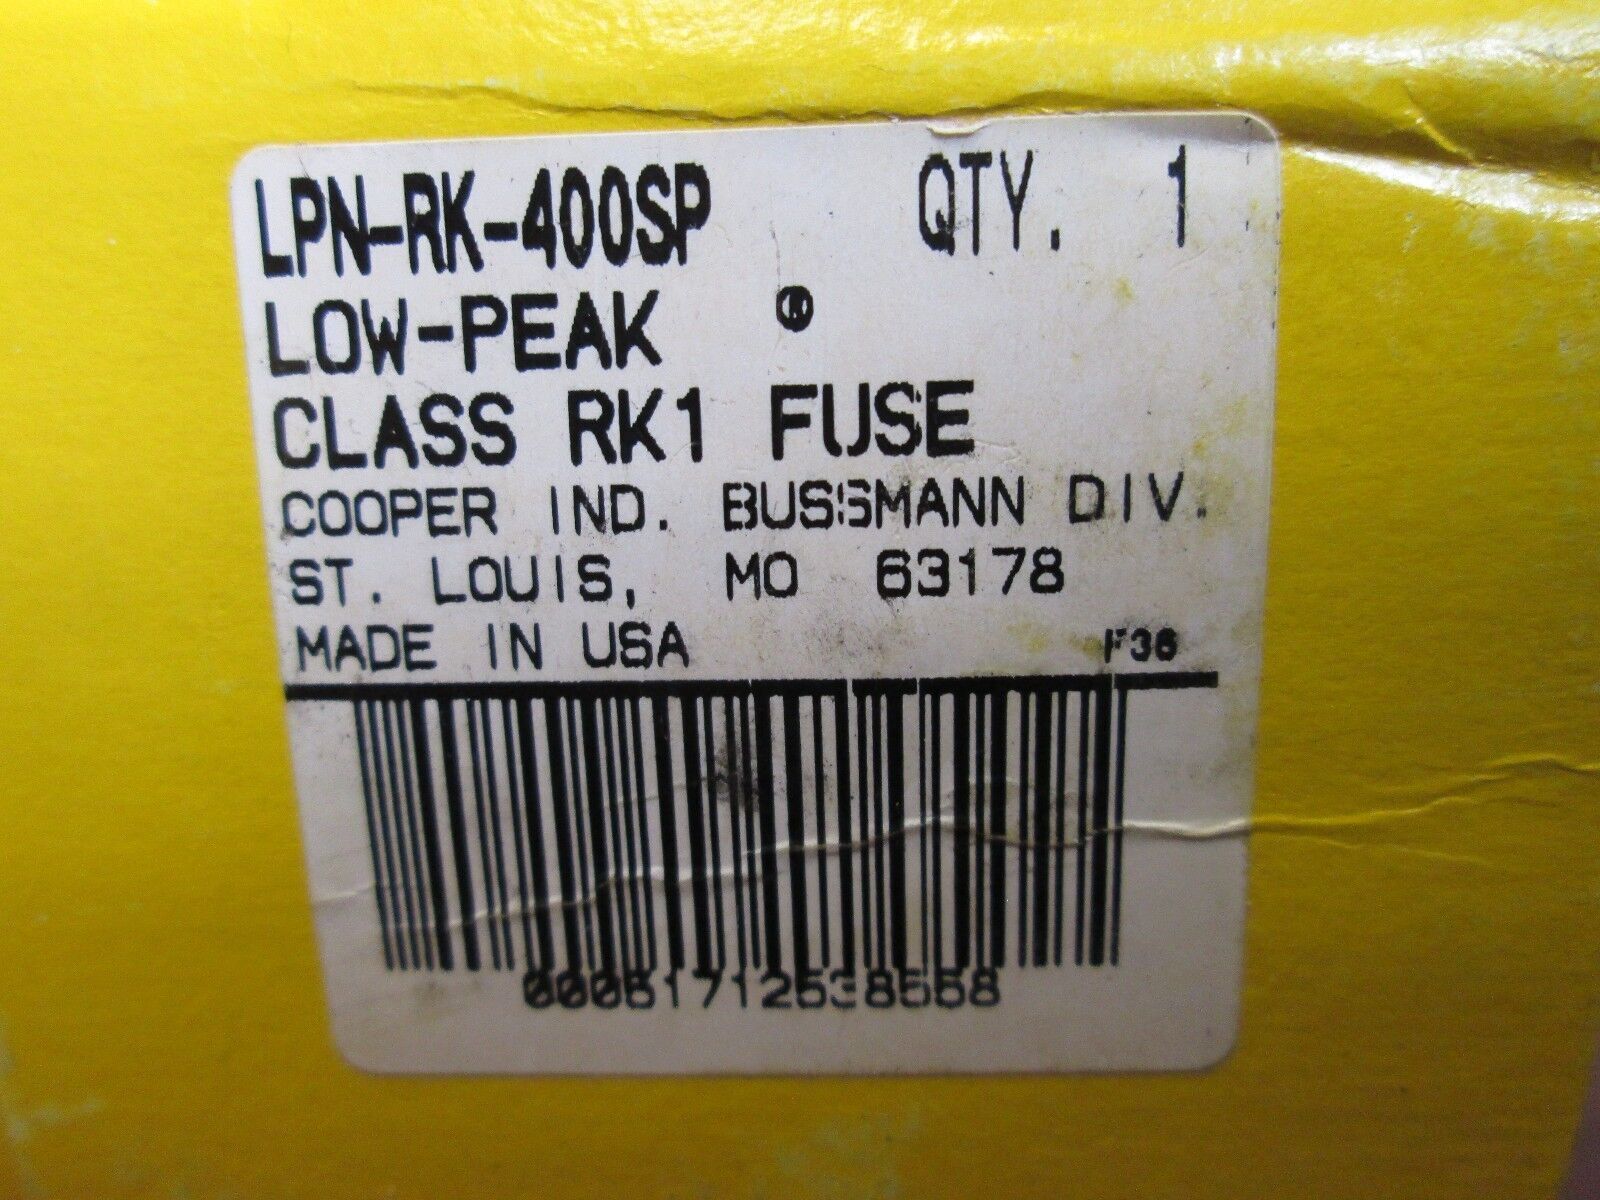 LPN-RK-400SP QTY. 1
LOW-PEAK ®
CLASS RK1 FUSE
COOPER IND. BUSSMANN DIV.
ST. LOUIS, MO 63178
MADE IN USA F36